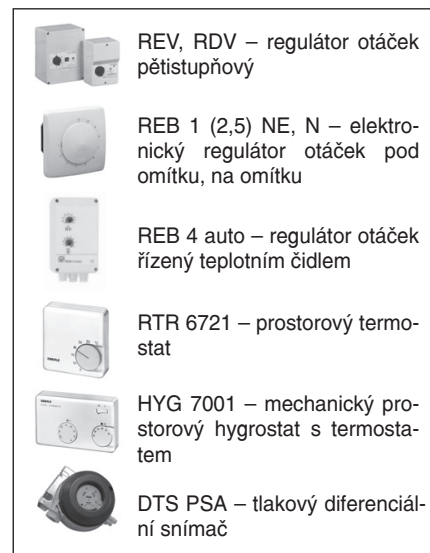 REV, RDV – regulátor otáček
pětistupňový
REB 1 (2,5) NE, N – elektro-
nický regulátor otáček pod
omítku, na omítku
REB 4 auto – regulátor otáček
řízený teplotním čidlem
RTR 6721 – prostorový termo-
stat
HYG 7001 – mechanický pro-
storový hygrostat s termosta-
tem
DTS PSA – tlakový diferenciál-
ní snímač